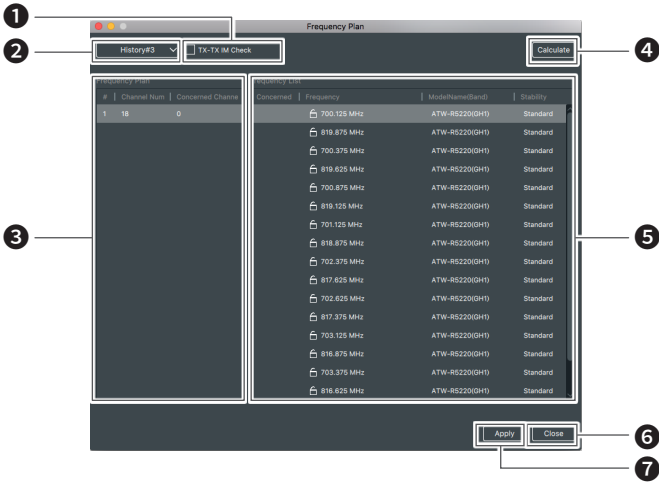 1
Frequency Plan
2
History#3
TX-TX IM Check
Calculate
4
Frequency Plan
Frequency List
# Channel Num Concerned Channe
Concerned Frequency ModelName(Band) Stability
1 18 0
700.125 MHz ATW-R5220(GH1) Standard
819.875 MHz ATW-R5220(GH1) Standard
700.375 MHz ATW-R5220(GH1) Standard
819.625 MHz ATW-R5220(GH1) Standard
700.875 MHz ATW-R5220(GH1) Standard
819.125 MHz ATW-R5220(GH1) Standard
701.125 MHz ATW-R5220(GH1) Standard
3
818.875 MHz ATW-R5220(GH1) Standard
5
702.375 MHz ATW-R5220(GH1) Standard
817.625 MHz ATW-R5220(GH1) Standard
702.625 MHz ATW-R5220(GH1) Standard
817.375 MHz ATW-R5220(GH1) Standard
703.125 MHz ATW-R5220(GH1) Standard
816.875 MHz ATW-R5220(GH1) Standard
703.375 MHz ATW-R5220(GH1) Standard
816.625 MHz ATW-R5220(GH1) Standard
Apply
Close
6
7